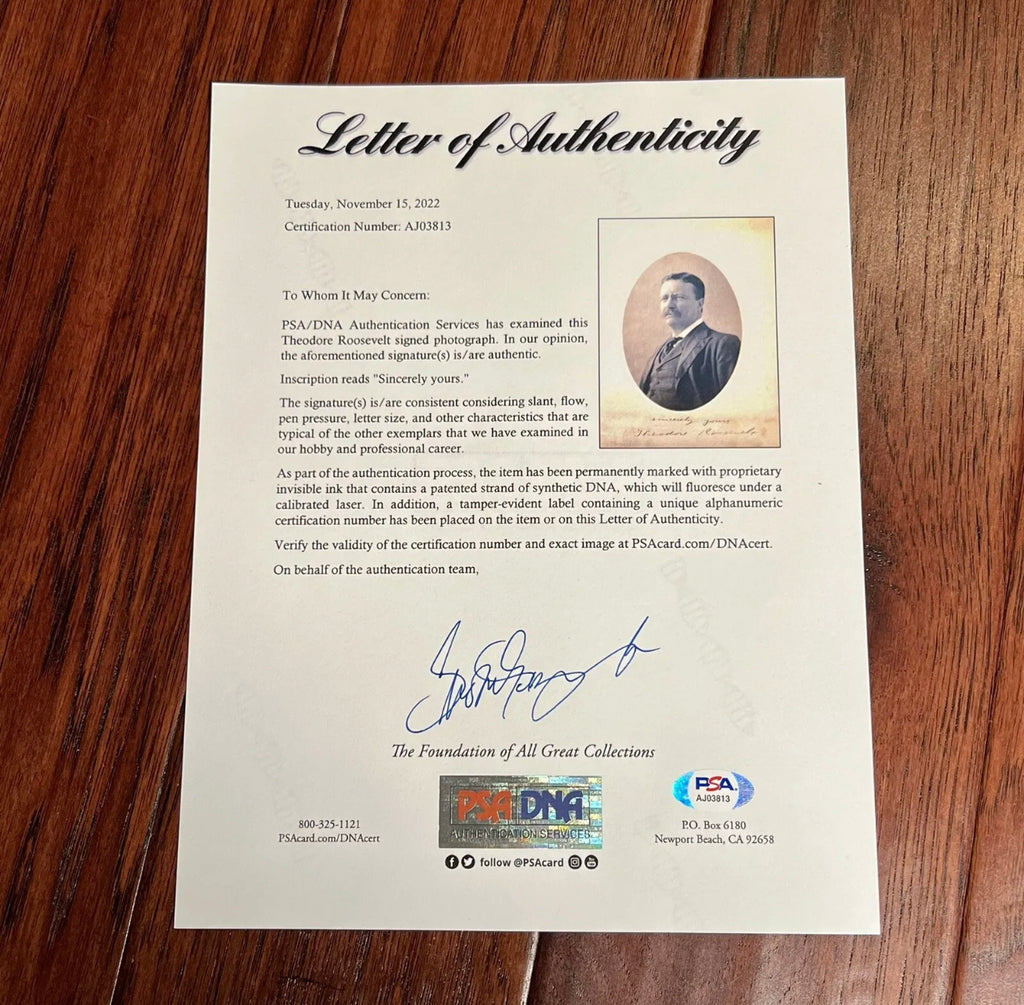 Letter of Authenticity
Tuesday, November 15, 2022
Certification Number: AJ03813
To Whom It May Concern:
PSA/DNA Authentication Services has examined this
Theodore Roosevelt signed photograph. In our opinion,
the aforementioned signature(s) is/are authentic.
Inscription reads "Sincerely yours."
The signature(s) is/are consistent considering slant, flow,
pen pressure, letter size, and other characteristics that are
typical of the other exemplars that we have examined in
our hobby and professional career.
sincerely yours
Theodore Roosevelt
As part of the authentication process, the item has been permanently marked with proprietary
invisible ink that contains a patented strand of synthetic DNA, which will fluoresce under a
calibrated laser. In addition, a tamper-evident label containing a unique alphanumeric
certification number has been placed on the item or on this Letter of Authenticity.
Verify the validity of the certification number and exact image at PSAcard.com/DNAcert.
On behalf of the authentication team,
The Foundation of All Great Collections
800-325-1121
PSAcard.com/DNAcert
PSA DNA
AUTHENTICATION SERVICES
follow @PSAcard
PSA
AJ03813
P.O. Box 6180
Newport Beach, CA 92658